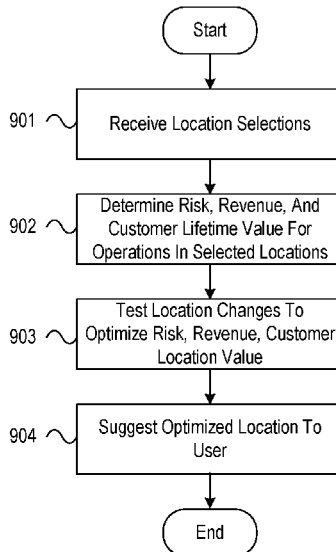 Start
901
Receive Location Selections
902
Determine Risk, Revenue, And
Customer Lifetime Value For
Operations In Selected Locations
903
Test Location Changes To
Optimize Risk, Revenue, Customer
Location Value
904
Suggest Optimized Location To
User
End